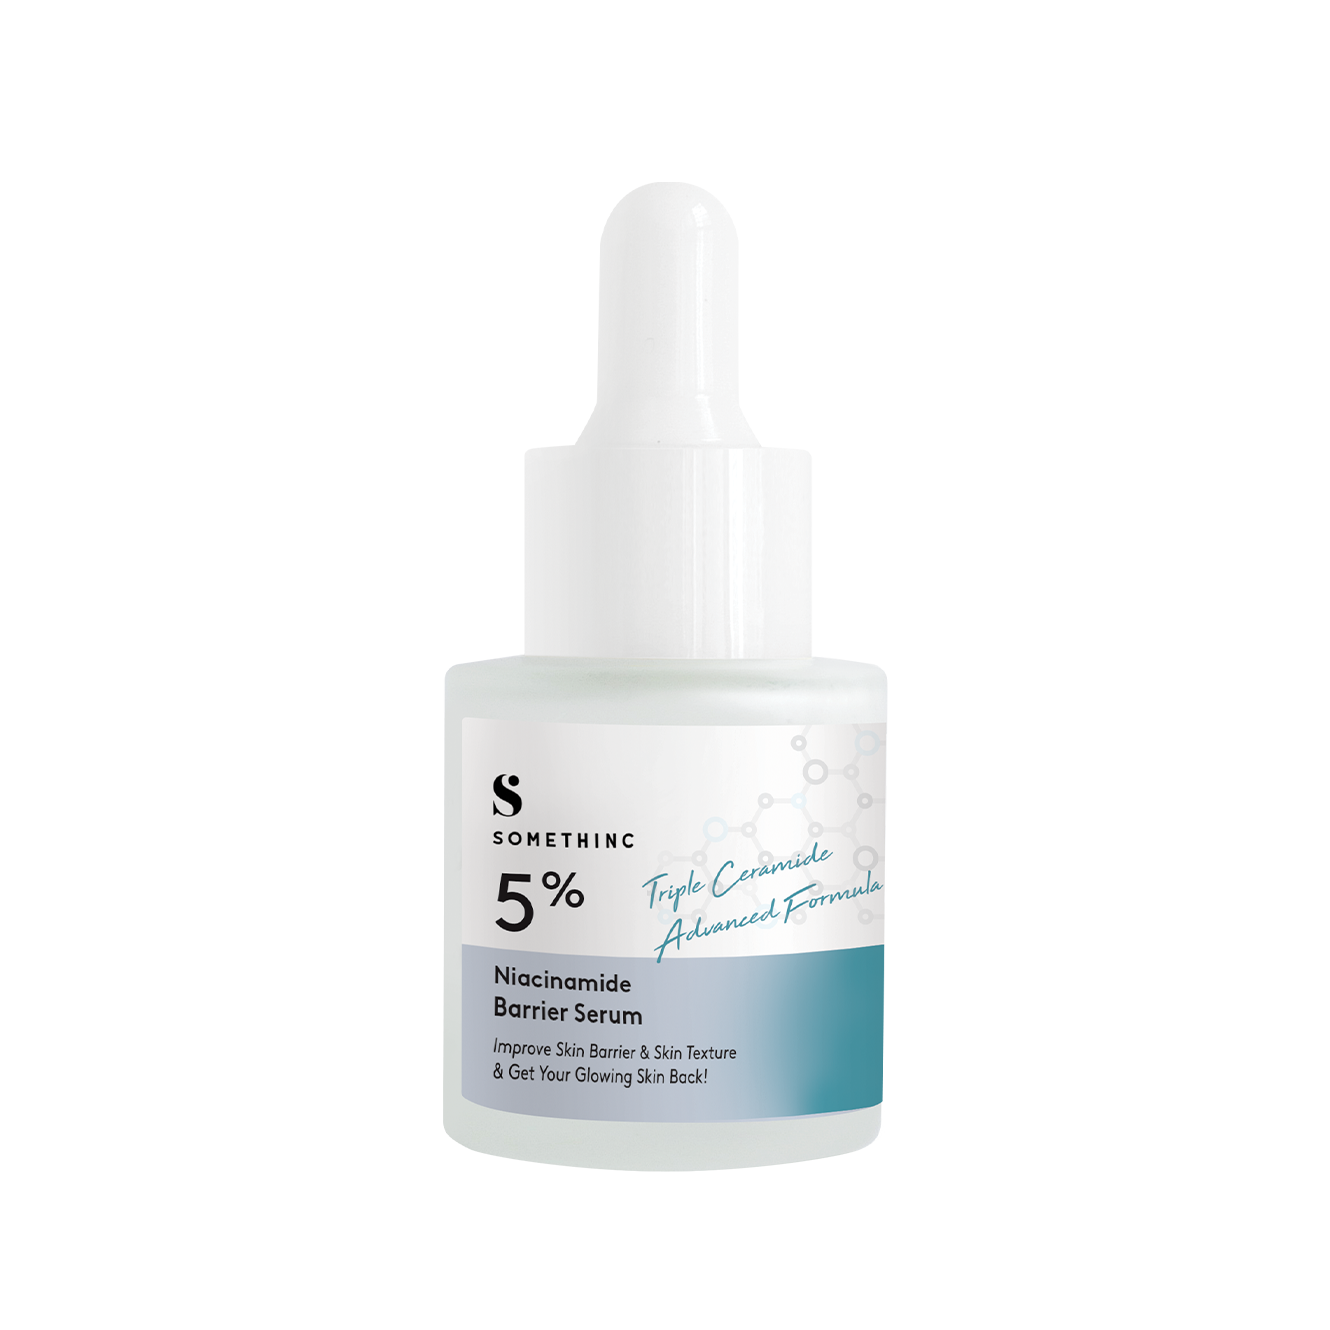 S
SOMETHINC
5%
Triple Ceramide
Advanced Formula
Niacinamide
Barrier Serum
Improve Skin Barrier & Skin Texture
& Get Your Glowing Skin Back!